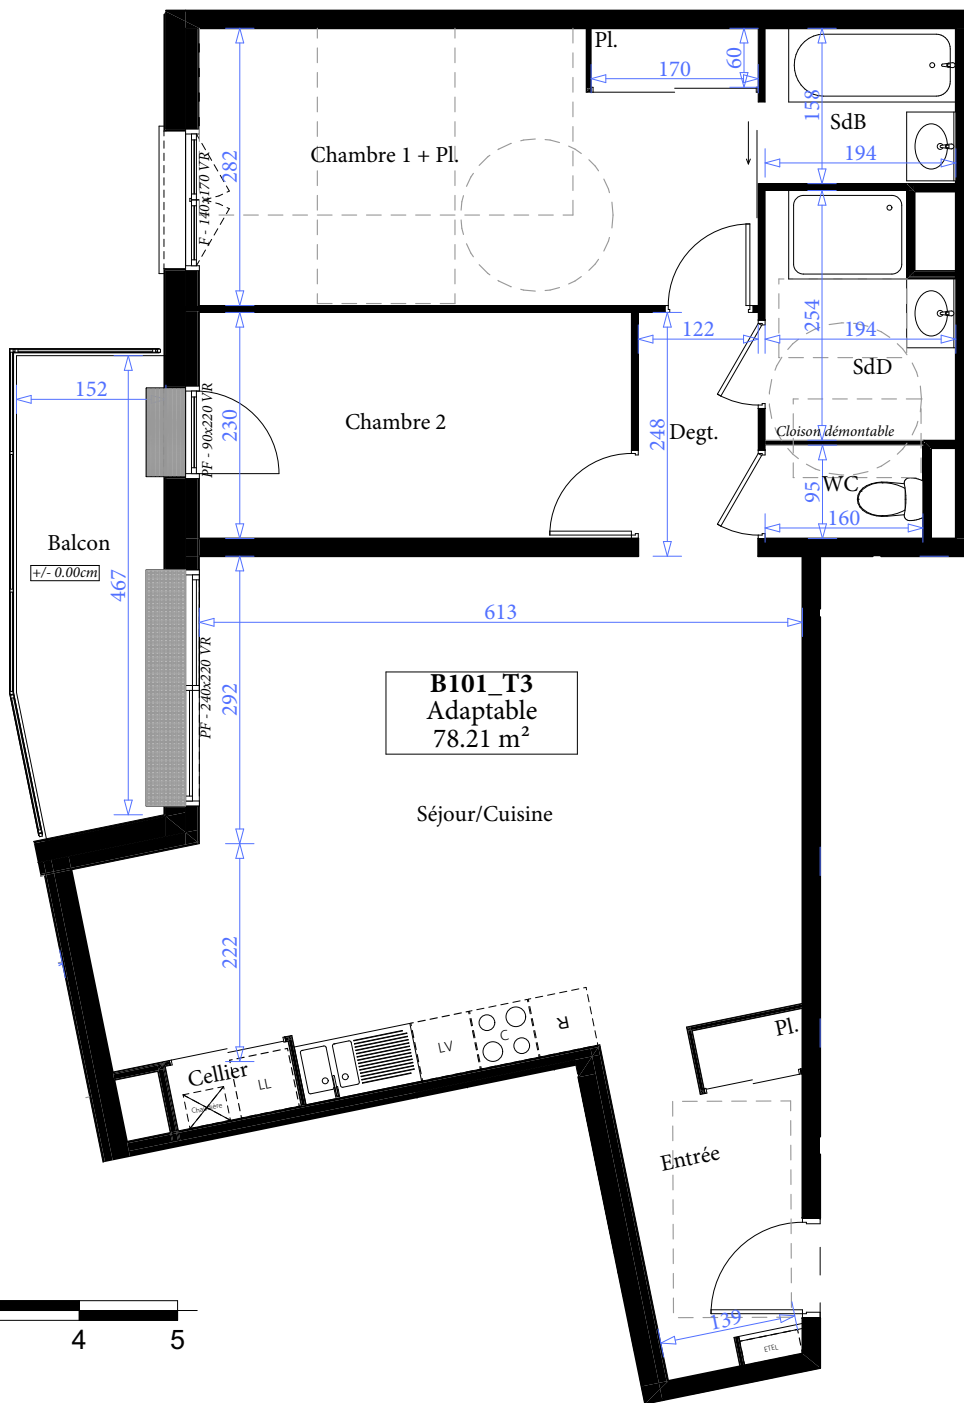 Pl.
60
170
158
SdB
Chambre 1 + Pl.
282
F - 140x170 VR
194
122
254
194
SdD
152
PF - 90x220 VR
230
Chambre 2
248
Degt.
Cloison démontable
95
WC
160
Balcon
+/- 0.00cm
467
613
PF - 240x220 VR
292
B101_T3
Adaptable
78.21 m²
Séjour/Cuisine
222
Pl.
R
C
LV
Cellier
LL
Chaudière
Entrée
139
ETEL
4
5